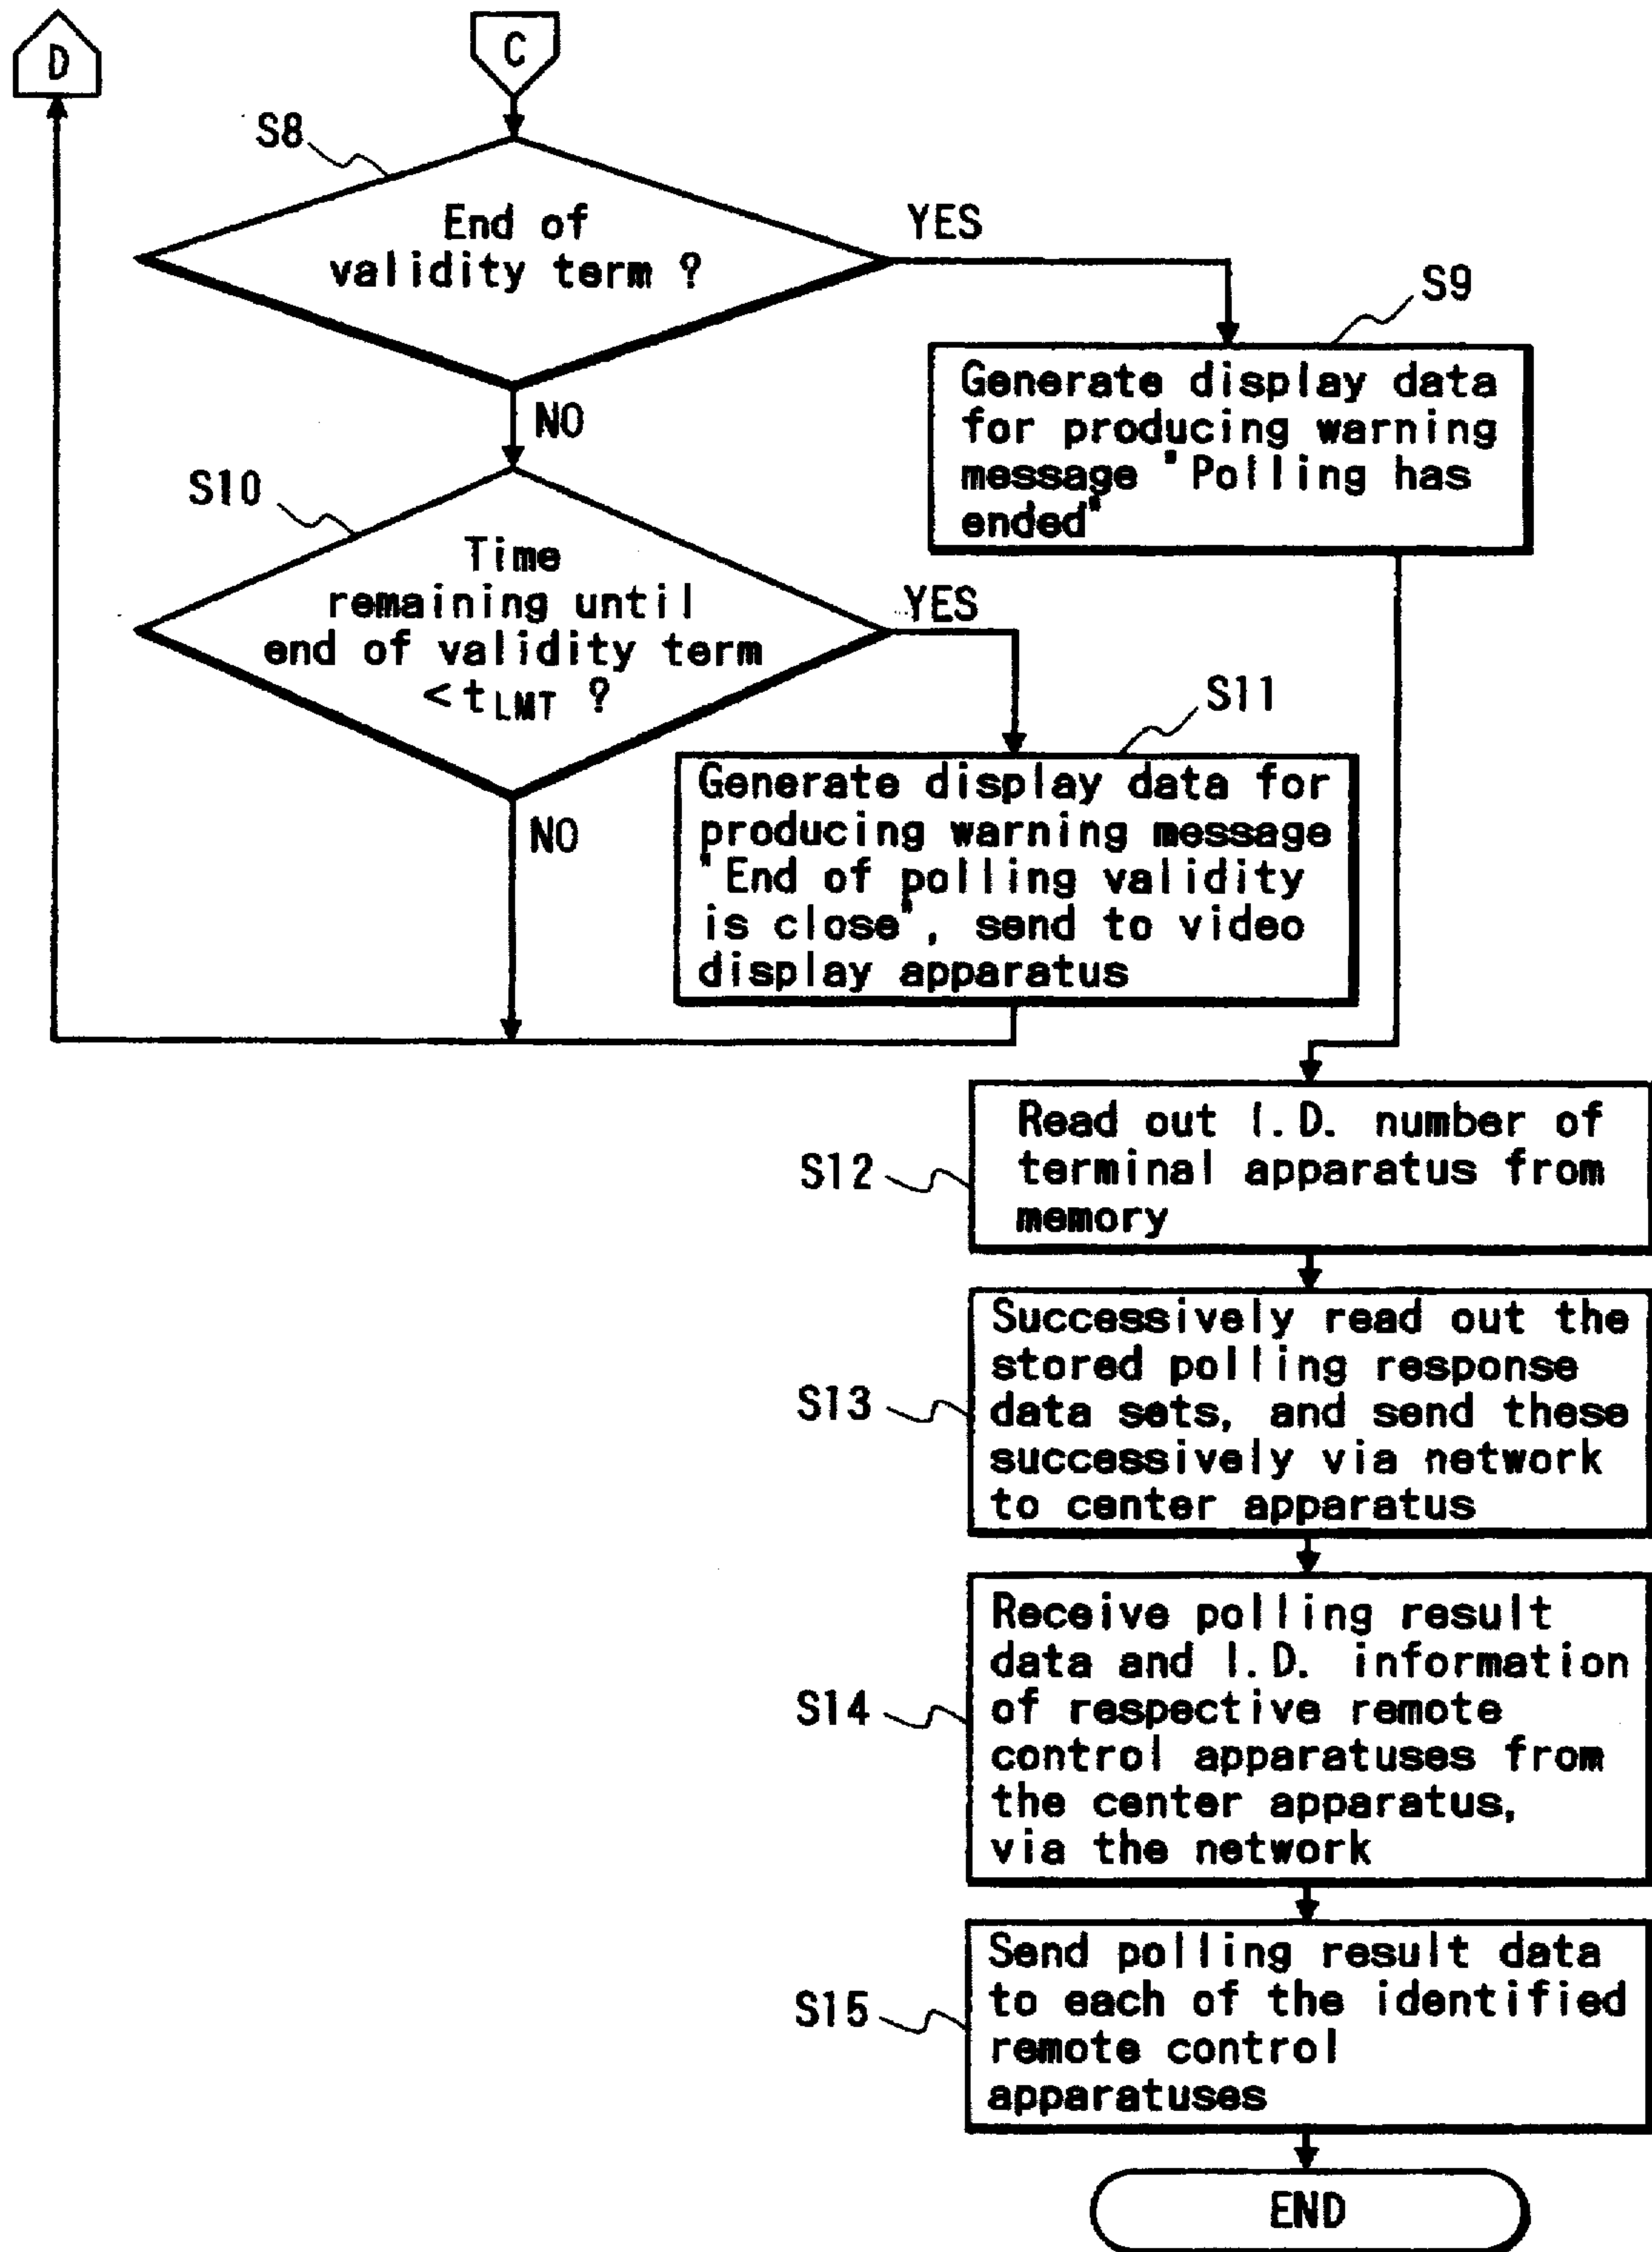 D
C
S8
End of
validity term ?
YES
S9
Generate display data
for producing warning
message "Polling has
ended"
NO
S10
Time
remaining until
end of validity term
< tLMT ?
YES
S11
Generate display data for
producing warning message
"End of polling validity
is close", send to video
display apparatus
NO
S12
Read out I.D. number of
terminal apparatus from
memory
S13
Successively read out the
stored polling response
data sets, and send these
successively via network
to center apparatus
S14
Receive polling result
data and I.D. information
of respective remote
control apparatuses from
the center apparatus,
via the network
S15
Send polling result data
to each of the identified
remote control
apparatuses
END